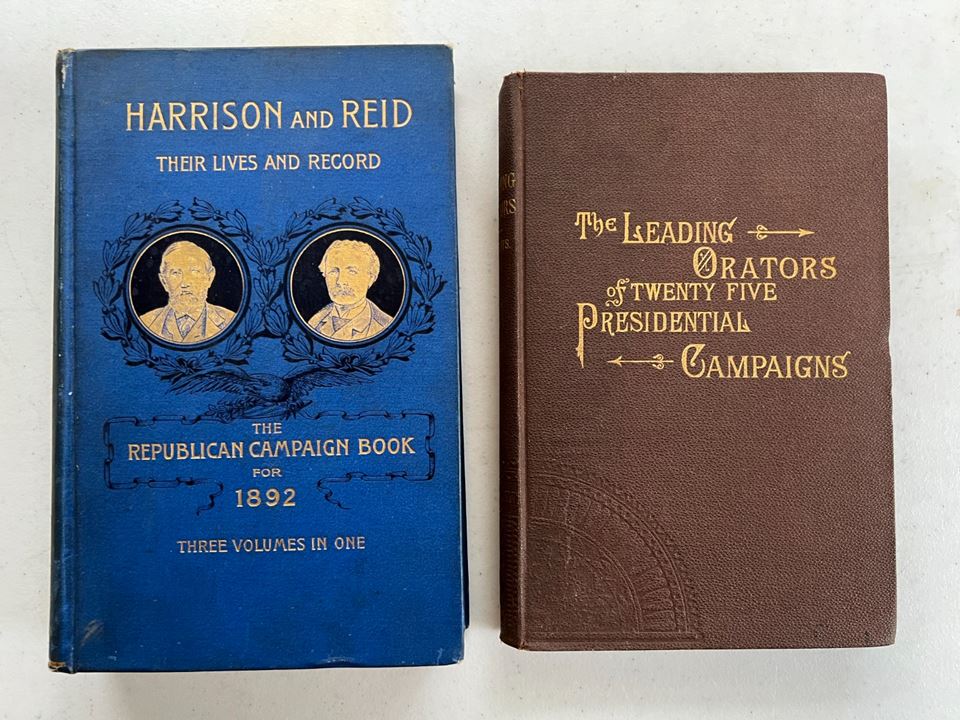 HARRISON AND REID
THEIR LIVES AND RECORD
THE
REPUBLICAN CAMPAIGN BOOK
FOR
1892
THREE VOLUMES IN ONE
The LEADING
ORATORS
of TWENTY FIVE
PRESIDENTIAL
CAMPAIGNS